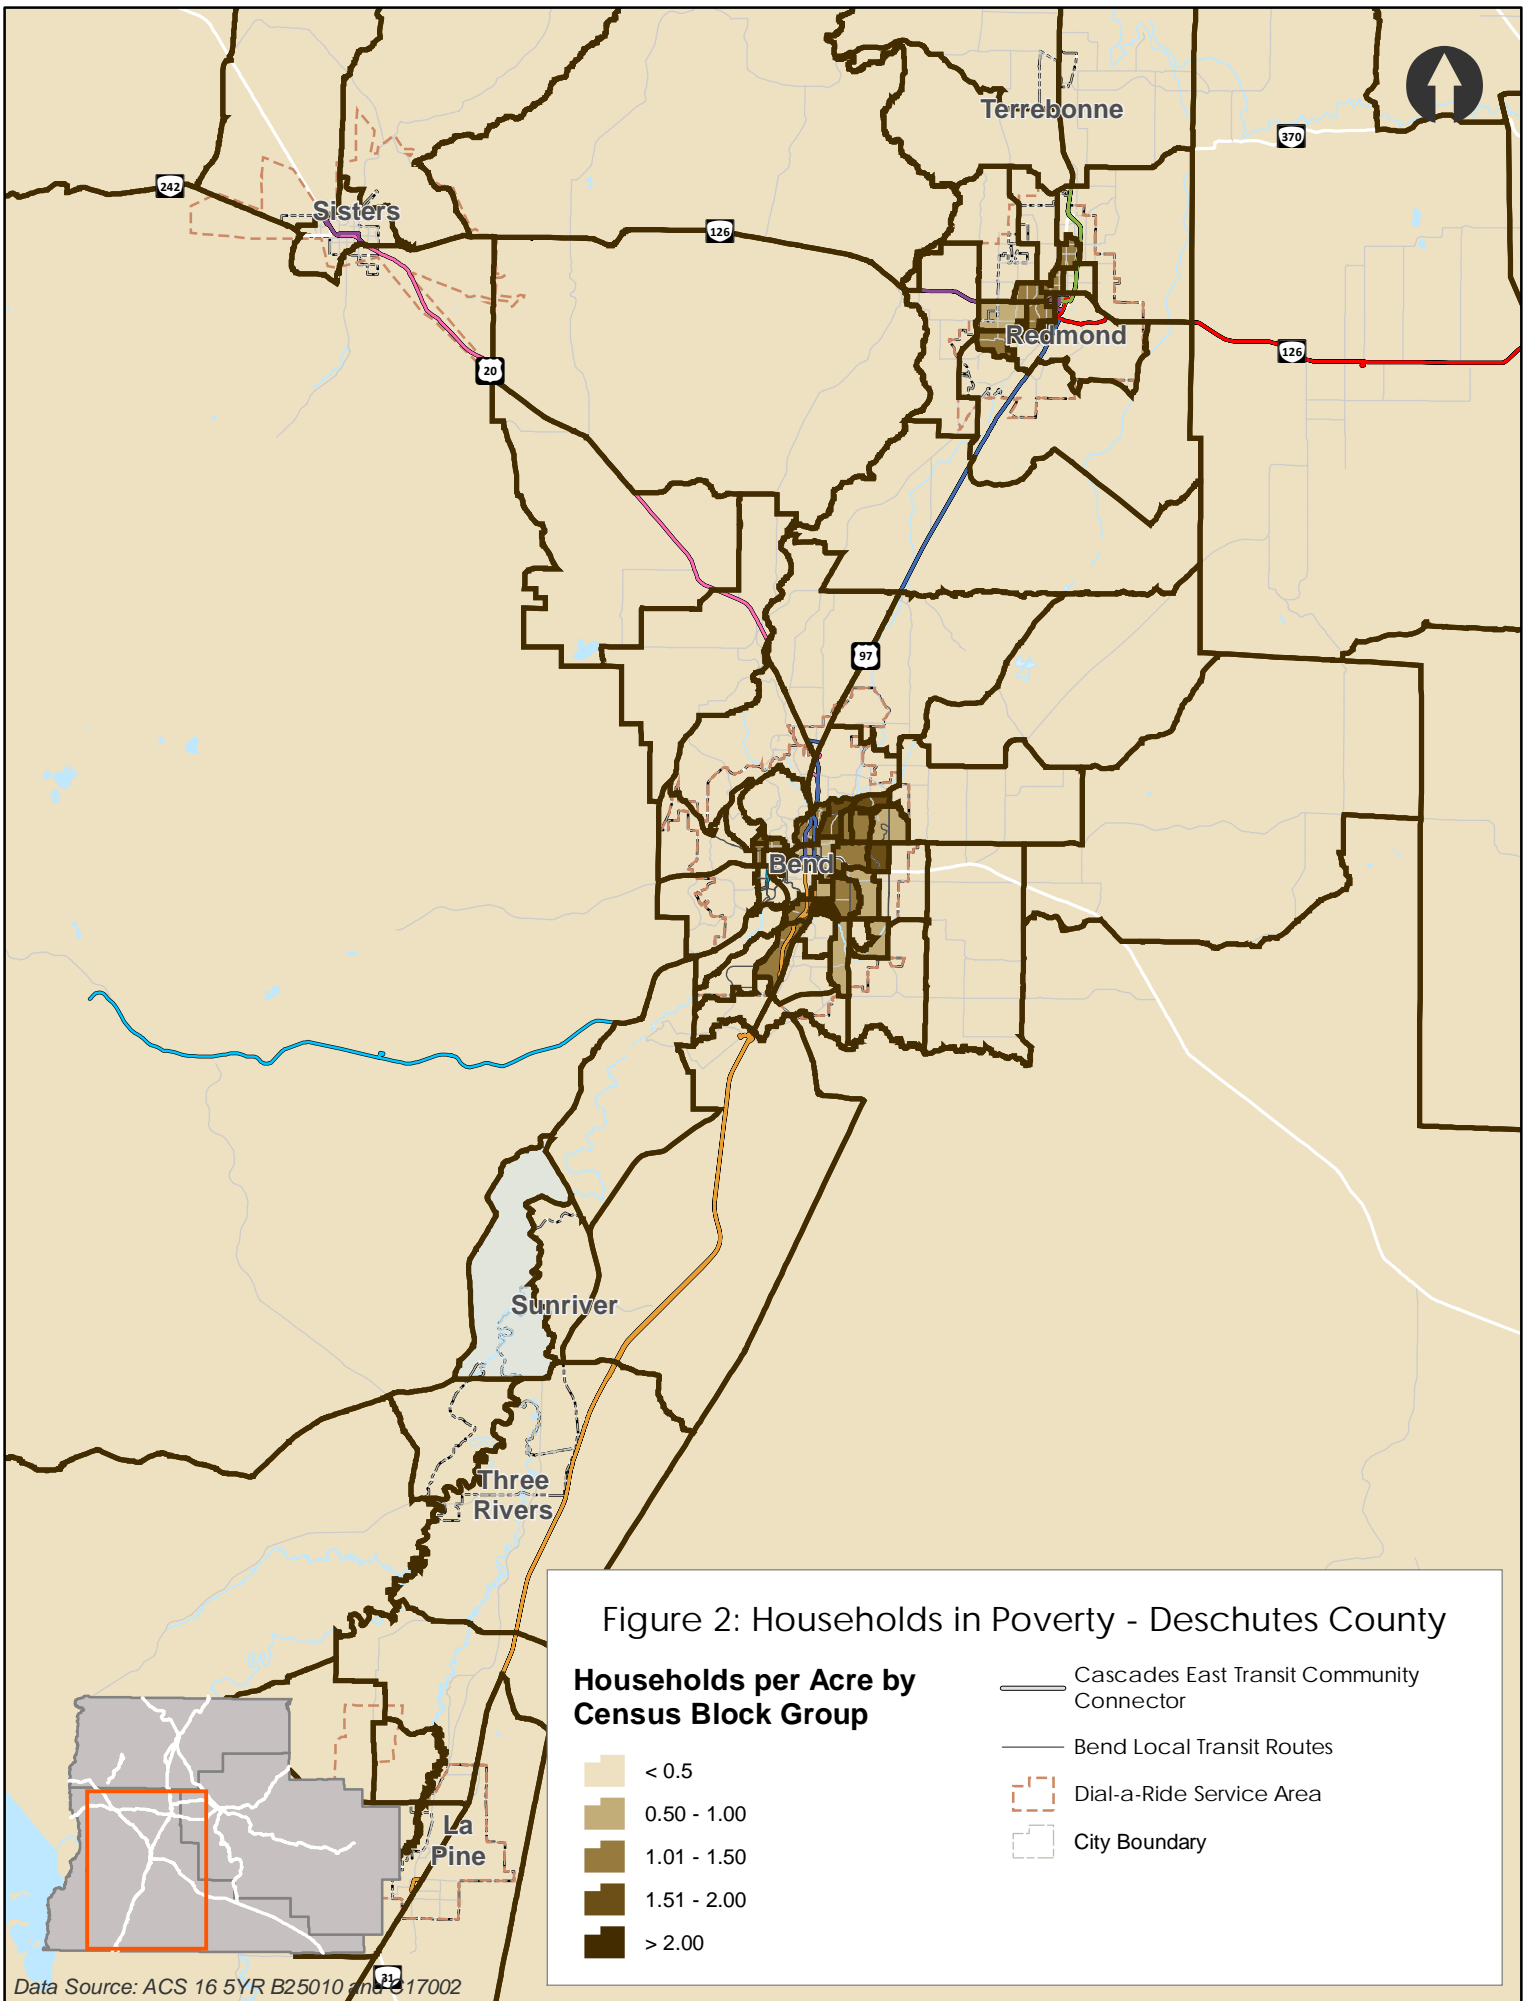 Terrebonne
370
242
Sisters
126
Redmond
126
20
97
Bend
Sunriver
Three
Rivers
La
Pine
31
Figure 2: Households in Poverty - Deschutes County
Households per Acre by
Census Block Group
< 0.5
0.50 - 1.00
1.01 - 1.50
1.51 - 2.00
> 2.00
Cascades East Transit Community
Connector
Bend Local Transit Routes
Dial-a-Ride Service Area
City Boundary
Data Source: ACS 16 5YR B25010 and C17002